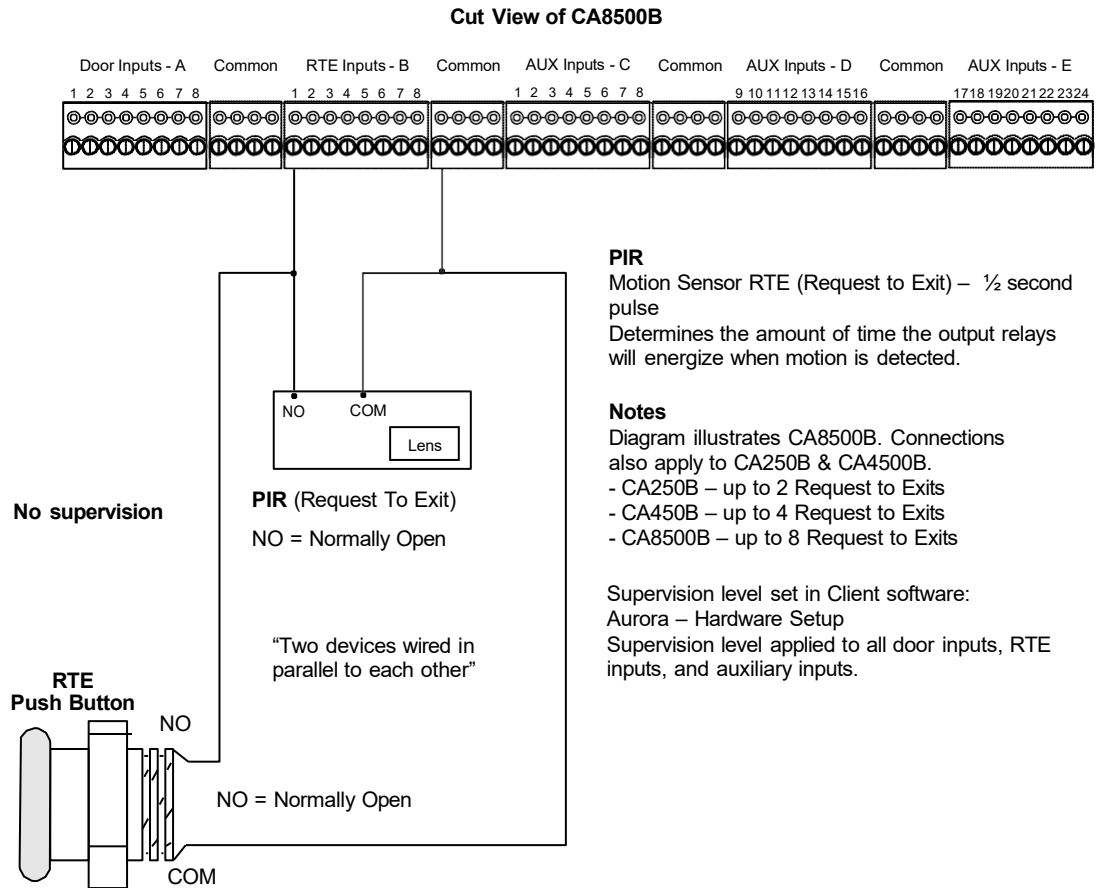 Cut View of CA8500B
Door Inputs - A Common RTE Inputs - B Common AUX Inputs - C Common AUX Inputs - D Common AUX Inputs - E
1 2 3 4 5 6 7 8 1 2 3 4 5 6 7 8 1 2 3 4 5 6 7 8 9 10 11 12 13 14 15 16 17 18 19 20 21 22 23 24
NO COM
Lens
PIR (Request To Exit)
NO = Normally Open
No supervision
“Two devices wired in
parallel to each other”
RTE
Push Button
NO
NO = Normally Open
COM
PIR
Motion Sensor RTE (Request to Exit) – ½ second
pulse
Determines the amount of time the output relays
will energize when motion is detected.
Notes
Diagram illustrates CA8500B. Connections
also apply to CA250B & CA4500B.
- CA250B – up to 2 Request to Exits
- CA450B – up to 4 Request to Exits
- CA8500B – up to 8 Request to Exits
Supervision level set in Client software:
Aurora – Hardware Setup
Supervision level applied to all door inputs, RTE
inputs, and auxiliary inputs.